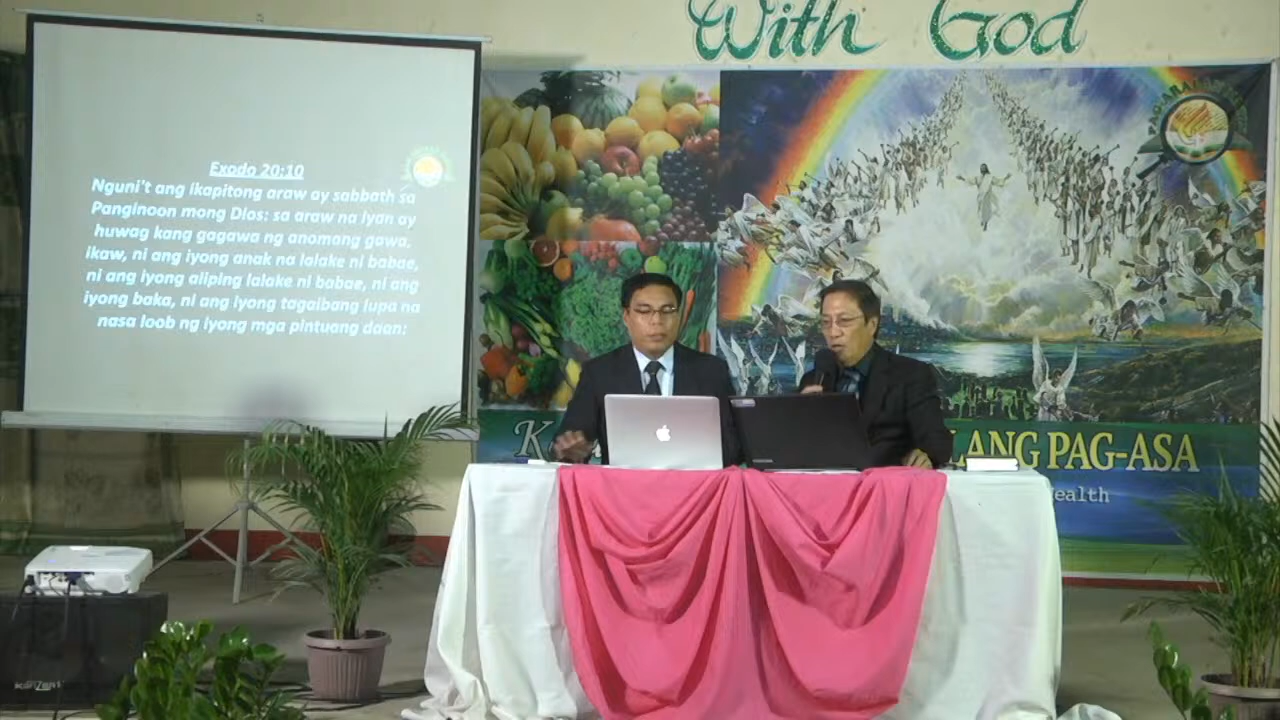 With God
Exodo 20:10
Nguni't ang ikapitong araw ay sabbath sa
Panginoon mong Dios: sa araw na iyan ay
huwag kang gagawa ng anomang gawa,
ikaw, ni ang iyong anak na lalake ni babae,
ni ang iyong aliping lalake ni babae, ni ang
iyong baka, ni ang iyong tagaibang lupa na
nasa loob ng iyong mga pintuang daan:
LANG PAG-ASA
ealth